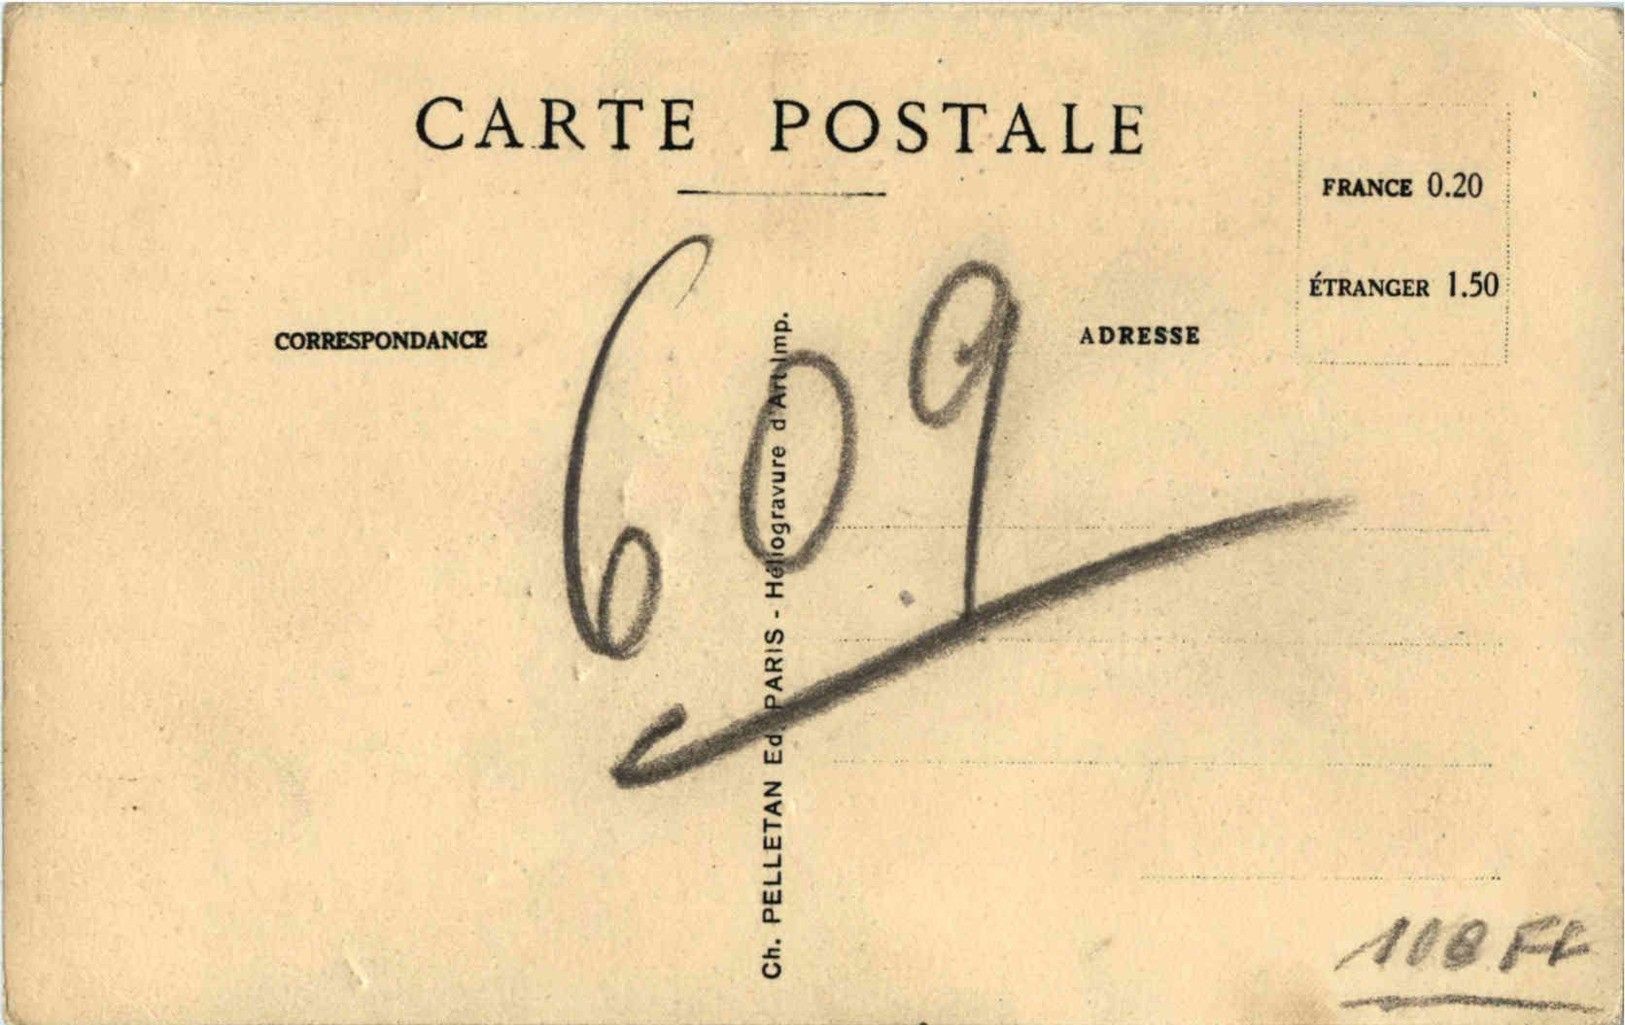 CARTE POSTALE
FRANCE 0.20
ÉTRANGER 1.50
CORRESPONDANCE
ADRESSE
609
Ch. PELLETAN Ed. PARIS - Héliogravure d'Art Imp.
100 FF